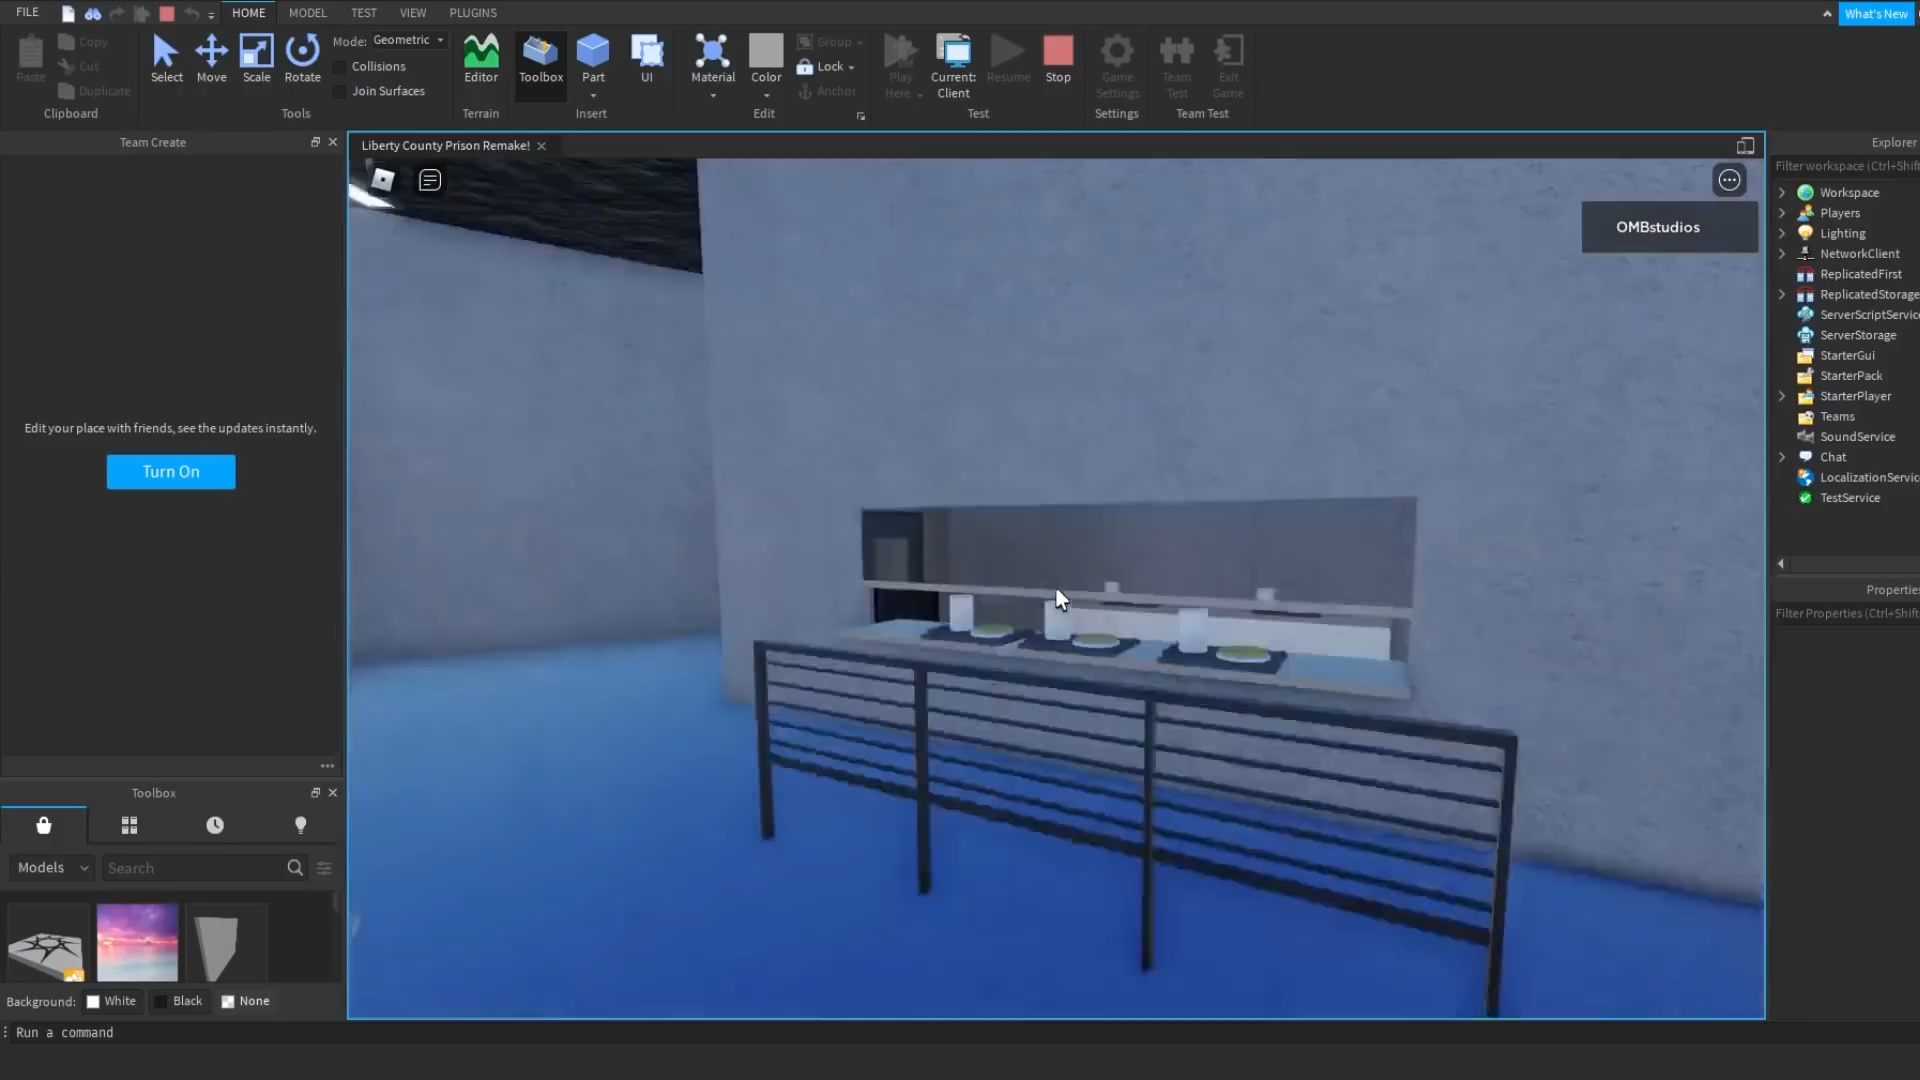 FILE
HOME
MODEL
TEST
VIEW
PLUGINS
What's New
Paste
Copy
Cut
Duplicate
Clipboard
Select
Move
Scale
Rotate
Mode: Geometric
Collisions
Join Surfaces
Tools
Editor
Terrain
Toolbox
Part
UI
Insert
Material
Color
Group
Lock
Anchor
Edit
Play
Here
Current:
Client
Resume
Stop
Test
Game
Settings
Settings
Team
Test
Exit
Game
Team Test
Team Create
Edit your place with friends, see the updates instantly.
Turn On
Toolbox
Models
Search
Background:
White
Black
None
Run a command
Liberty County Prison Remake!
OMBstudios
Explorer
Filter workspace (Ctrl+Shift
Workspace
Players
Lighting
NetworkClient
ReplicatedFirst
ReplicatedStorage
ServerScriptService
ServerStorage
StarterGui
StarterPack
StarterPlayer
Teams
SoundService
Chat
LocalizationService
TestService
Properties
Filter Properties (Ctrl+Shift